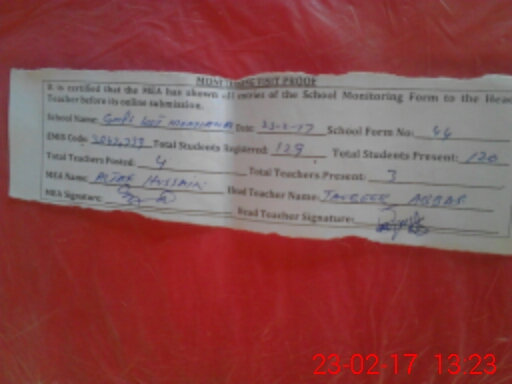 MONITORING VISIT PROOF
It is certified that the MEA has shown all entries of the School Monitoring Form to the Head
Teacher before its online submission.
School Name: Date: 23-2-17 School Form No:
EMIS Code: Total Students Registered: 129 Total Students Present: 120
Total Teachers Posted: 4 Total Teachers Present: 3
MEA Name: HUSSAIN Head Teacher Name: TAUQEER ABBAS
MEA Signature: Head Teacher Signature:
23-02-17 13:23